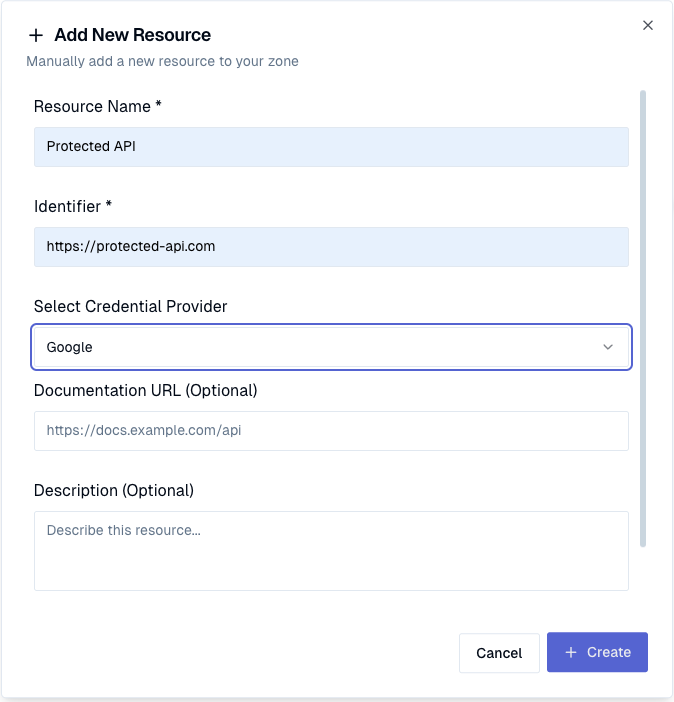 Add New Resource
Manually add a new resource to your zone
Resource Name *
Protected API
Identifier *
https://protected-api.com
Select Credential Provider
Google
Documentation URL (Optional)
https://docs.example.com/api
Description (Optional)
Describe this resource...
Cancel
+ Create